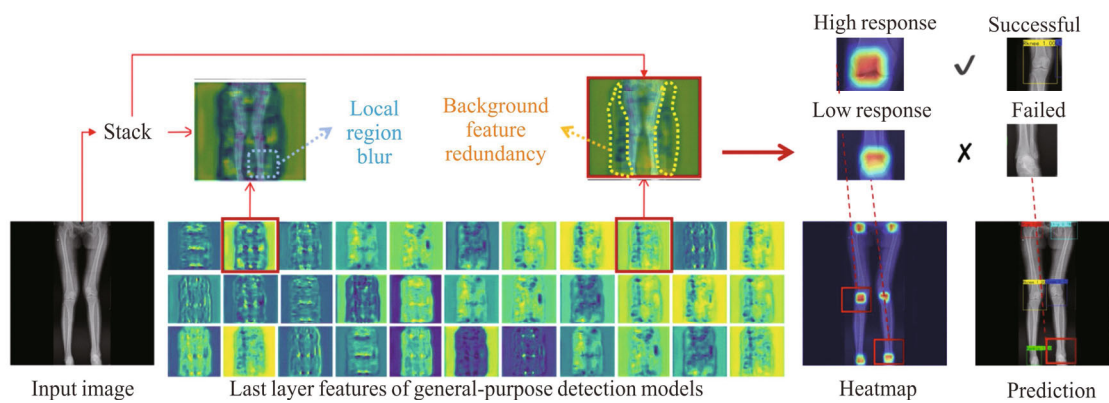 High response
Successful
Stack
Local
region
blur
Background
feature
redundancy
Low response
Failed
Input image
Last layer features of general-purpose detection models
Heatmap
Prediction